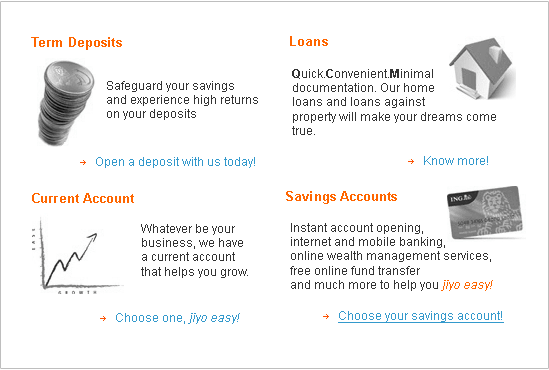 Term Deposits
Safeguard your savings
and experience high returns
on your deposits
Open a deposit with us today!
Loans
Quick.Convenient.Minimal
documentation. Our home
loans and loans against
property will make your dreams come
true.
Know more!
Current Account
EASE
GROWTH
Whatever be your
business, we have
a current account
that helps you grow.
Choose one, jiyo easy!
Savings Accounts
ING
Instant account opening,
internet and mobile banking,
online wealth management services,
free online fund transfer
and much more to help you jiyo easy!
Choose your savings account!